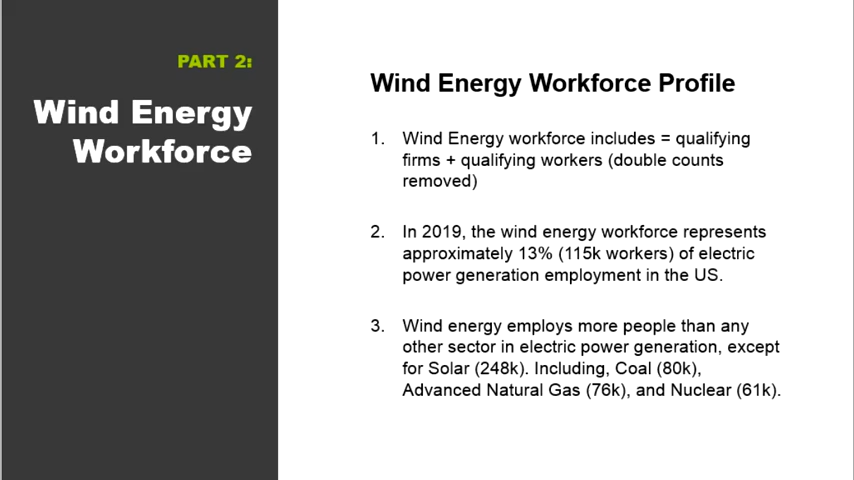 PART 2:
Wind Energy
Workforce
Wind Energy Workforce Profile
1. Wind Energy workforce includes = qualifying
firms + qualifying workers (double counts
removed)
2. In 2019, the wind energy workforce represents
approximately 13% (115k workers) of electric
power generation employment in the US.
3. Wind energy employs more people than any
other sector in electric power generation, except
for Solar (248k). Including, Coal (80k),
Advanced Natural Gas (76k), and Nuclear (61k).